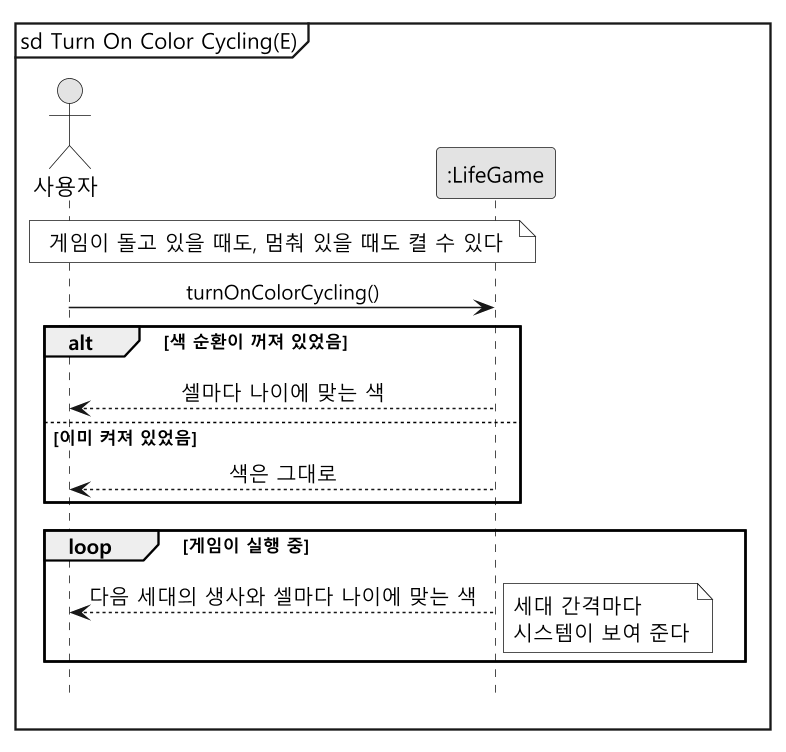 sd Turn On Color Cycling(E)
사용자
:LifeGame
게임이 돌고 있을 때도, 멈춰 있을 때도 켤 수 있다
turnOnColorCycling()
alt [색 순환이 꺼져 있었음]
셀마다 나이에 맞는 색
[이미 켜져 있었음]
색은 그대로
loop [게임이 실행 중]
다음 세대의 생사와 셀마다 나이에 맞는 색
세대 간격마다
시스템이 보여 준다